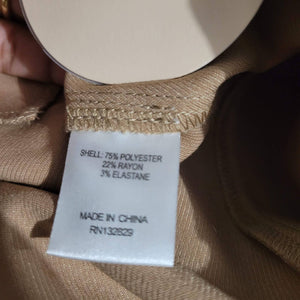 SHELL: 75% POLYESTER
22% RAYON
3% ELASTANE
MADE IN CHINA
RN132829